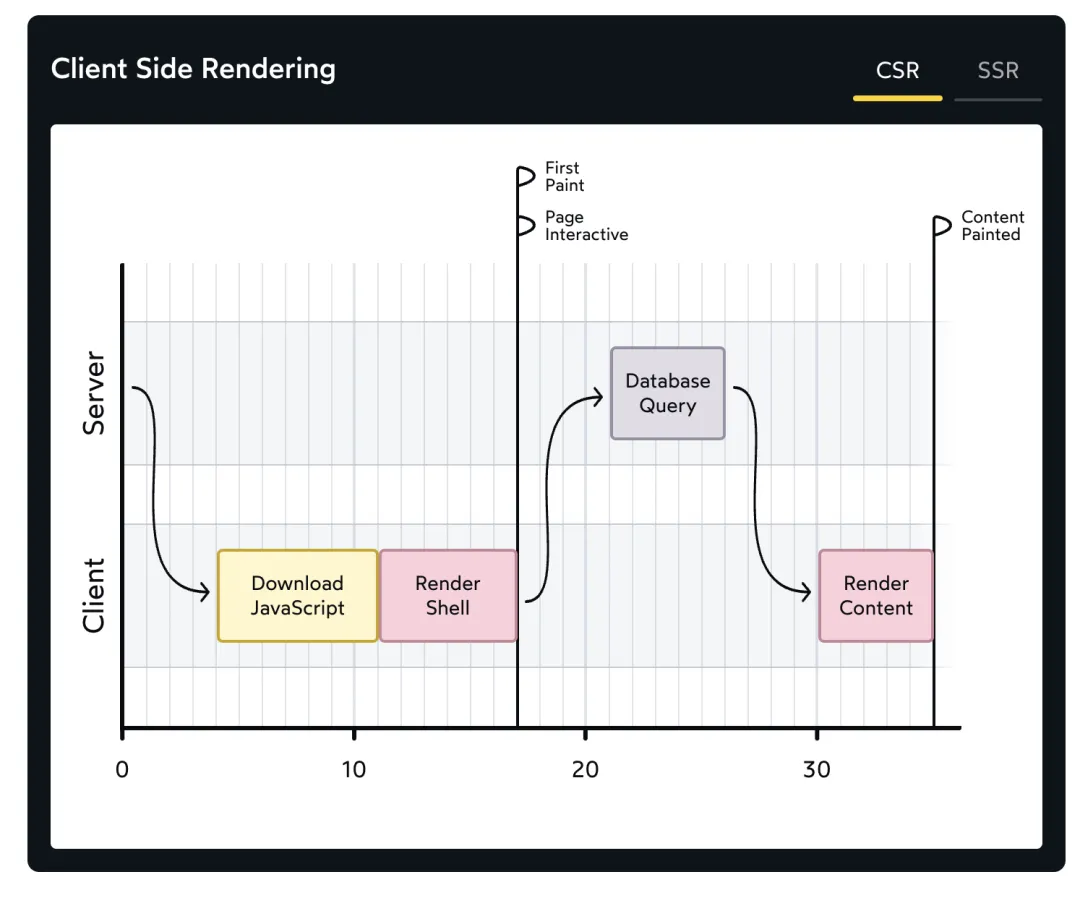 Client Side Rendering
CSR
SSR
First
Paint
Page
Interactive
Content
Painted
Server
Database
Query
Client
Download
JavaScript
Render
Shell
Render
Content
0
10
20
30